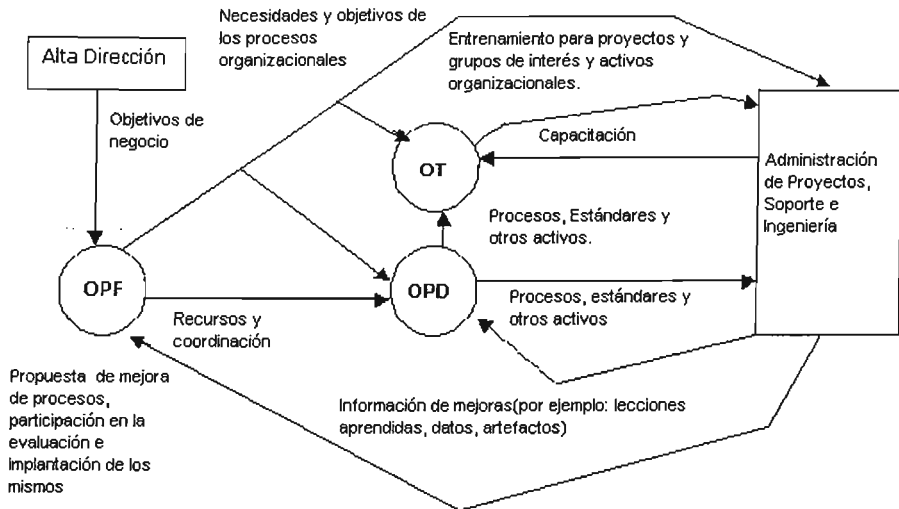 Necesidades y objetivos de
los procesos
organizacionales
Alta Dirección
Entrenamiento para proyectos y
grupos de interés y activos
organizacionales.
Objetivos de
negocio
Capacitación
OT
Administración
de Proyectos,
Soporte e
Ingeniería
Procesos, Estándares y
otros activos.
OPF
OPD
Recursos y
coordinación
Procesos, estándares y
otros activos
Propuesta de mejora
de procesos,
participación en la
evaluación e
implantación de los
mismos
Información de mejoras(por ejemplo: lecciones
aprendidas, datos, artefactos)